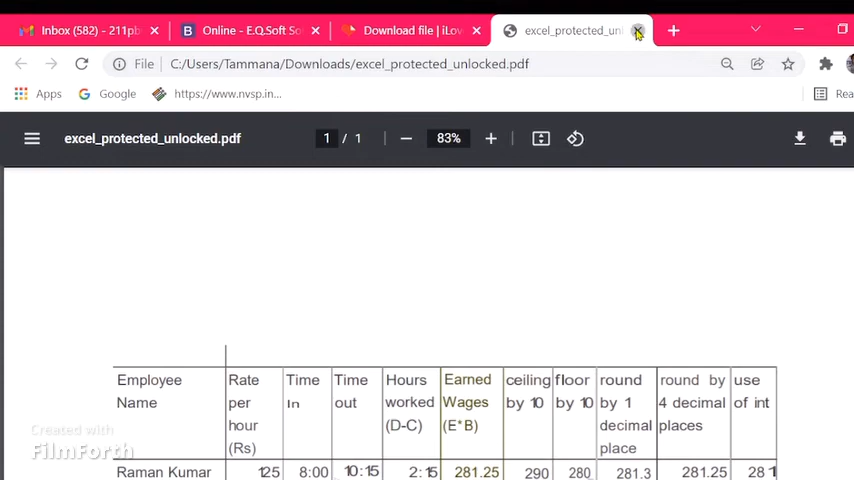 Inbox (582) - 211pb
Online - E.Q.Soft So
Download file | iLov
excel_protected_unl
File
C:/Users/Tammana/Downloads/excel_protected_unlocked.pdf
Apps
Google
https://www.nvsp.in...
Rea
excel_protected_unlocked.pdf
1 / 1
83%
Employee Name
Rate per hour (Rs)
Time In
Time out
Hours worked (D-C)
Earned Wages (E*B)
ceiling by 10
floor by 10
round by 1 decimal place
round by 4 decimal places
use of int
Raman Kumar 125 8:00 10:15 2:15 281.25 290 280 281.3 281.25 281
Created with
FilmForth